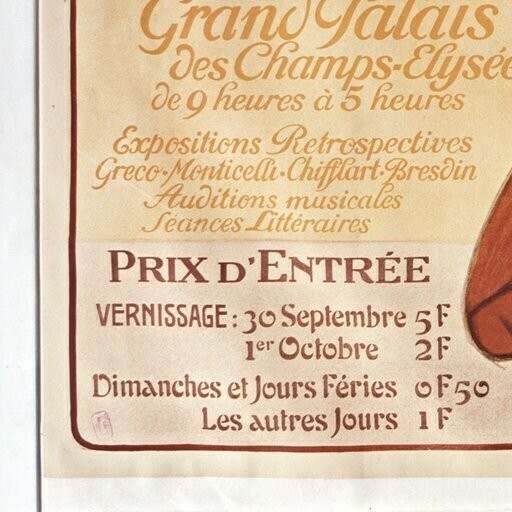 Grand Palais
des Champs-Elysée
de 9 heures à 5 heures
Expositions Retrospectives
Greco·Monticelli·Chifflart·Bresdin
Auditions musicales
Séances Littéraires
PRIX D'ENTRÉE
VERNISSAGE: 30 Septembre 5F
1er Octobre 2F
Dimanches et Jours Féries 0F50
Les autres Jours 1F